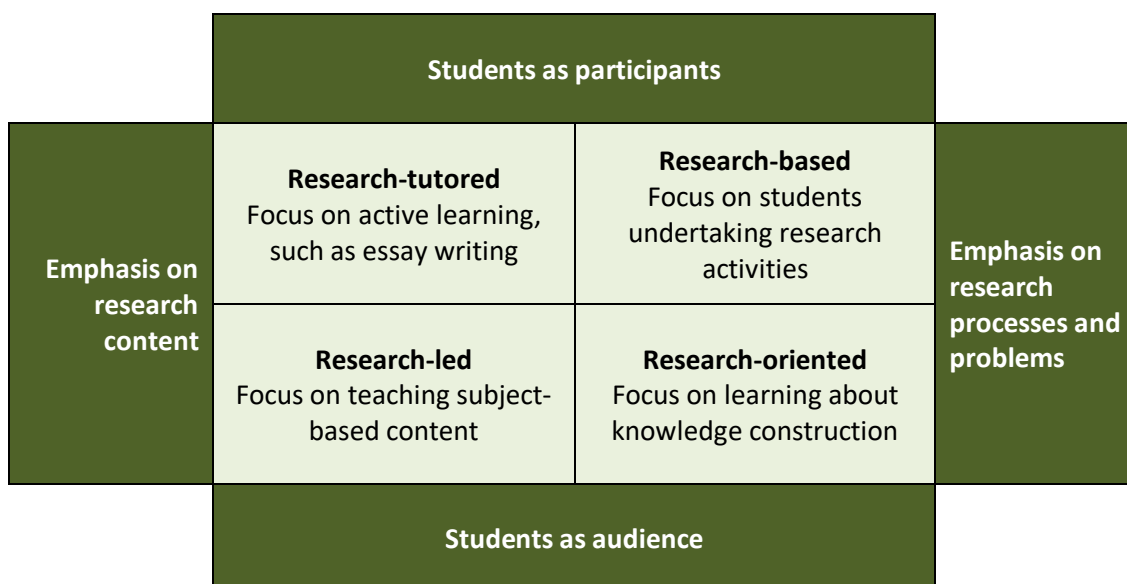 Students as participants
Emphasis on
research
content
Research-tutored
Focus on active learning,
such as essay writing
Research-based
Focus on students
undertaking research
activities
Emphasis on
research
processes and
problems
Research-led
Focus on teaching subject-
based content
Research-oriented
Focus on learning about
knowledge construction
Students as audience